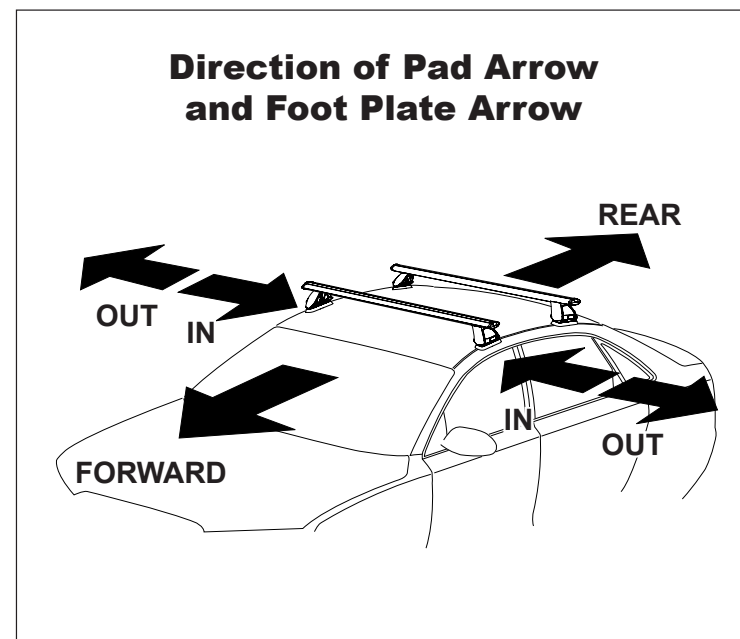 Direction of Pad Arrow
and Foot Plate Arrow
REAR
OUT
IN
IN
OUT
FORWARD